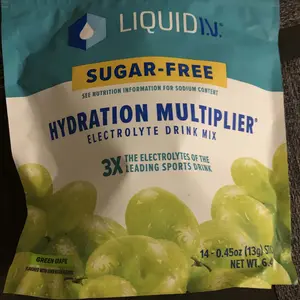 LIQUID I.V.®
SUGAR-FREE
SEE NUTRITION INFORMATION FOR SODIUM CONTENT
HYDRATION MULTIPLIER®
ELECTROLYTE DRINK MIX
3X THE ELECTROLYTES OF THE
LEADING SPORTS DRINK
GREEN GRAPE
14 - 0.45oz (13g)
NET WT.